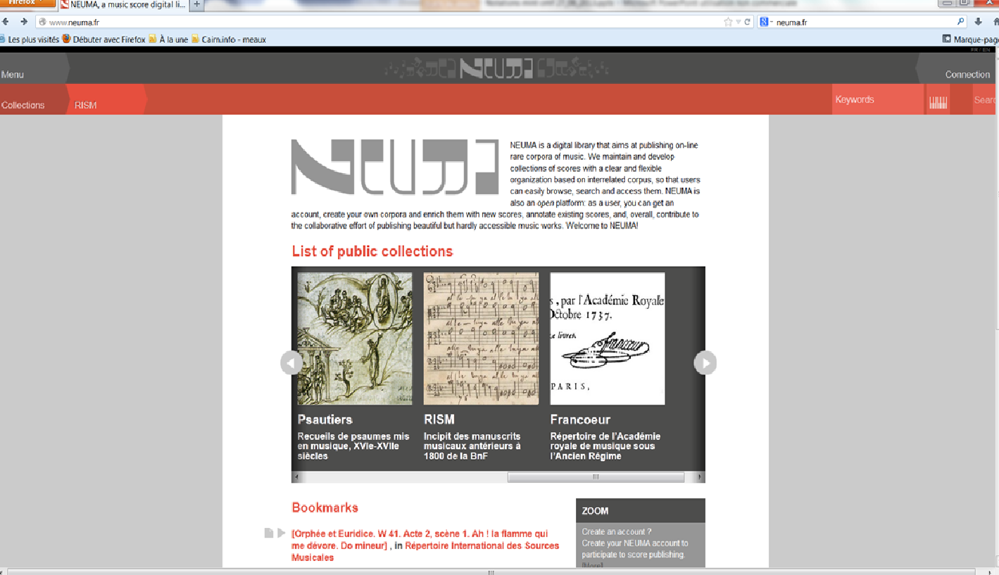 Firefox
NEUMA, a music score digital li...
www.neuma.fr
neuma.fr
Les plus visités Débuter avec Firefox À la une Cairn.info - meaux
Marque-page
FR / EN
Menu
NEUMA
Connection
Collections
RISM
Keywords
Searc
NEUMA
NEUMA is a digital library that aims at publishing on-line
rare corpora of music. We maintain and develop
collections of scores with a clear and flexible
organization based on interrelated corpus, so that users
can easily browse, search and access them. NEUMA is
also an open platform: as a user, you can get an
account, create your own corpora and enrich them with new scores, annotate existing scores, and, overall, contribute to
the collaborative effort of publishing beautiful but hardly accessible music works. Welcome to NEUMA!
List of public collections
s, par l'Académie Royale
Octobre 1737.
le livret.
Francoeur
PARIS,
Psautiers
Recueils de psaumes mis
en musique, XVIe-XVIIe
siècles
RISM
Incipit des manuscrits
musicaux antérieurs à
1800 de la BnF
Francoeur
Répertoire de l'Académie
royale de musique sous
l'Ancien Régime
Bookmarks
[Orphée et Euridice. W 41. Acte 2, scène 1. Ah ! la flamme qui
me dévore. Do mineur] , in Répertoire International des Sources
Musicales
ZOOM
Create an account ?
Create your NEUMA account to
participate to score publishing.
[More]